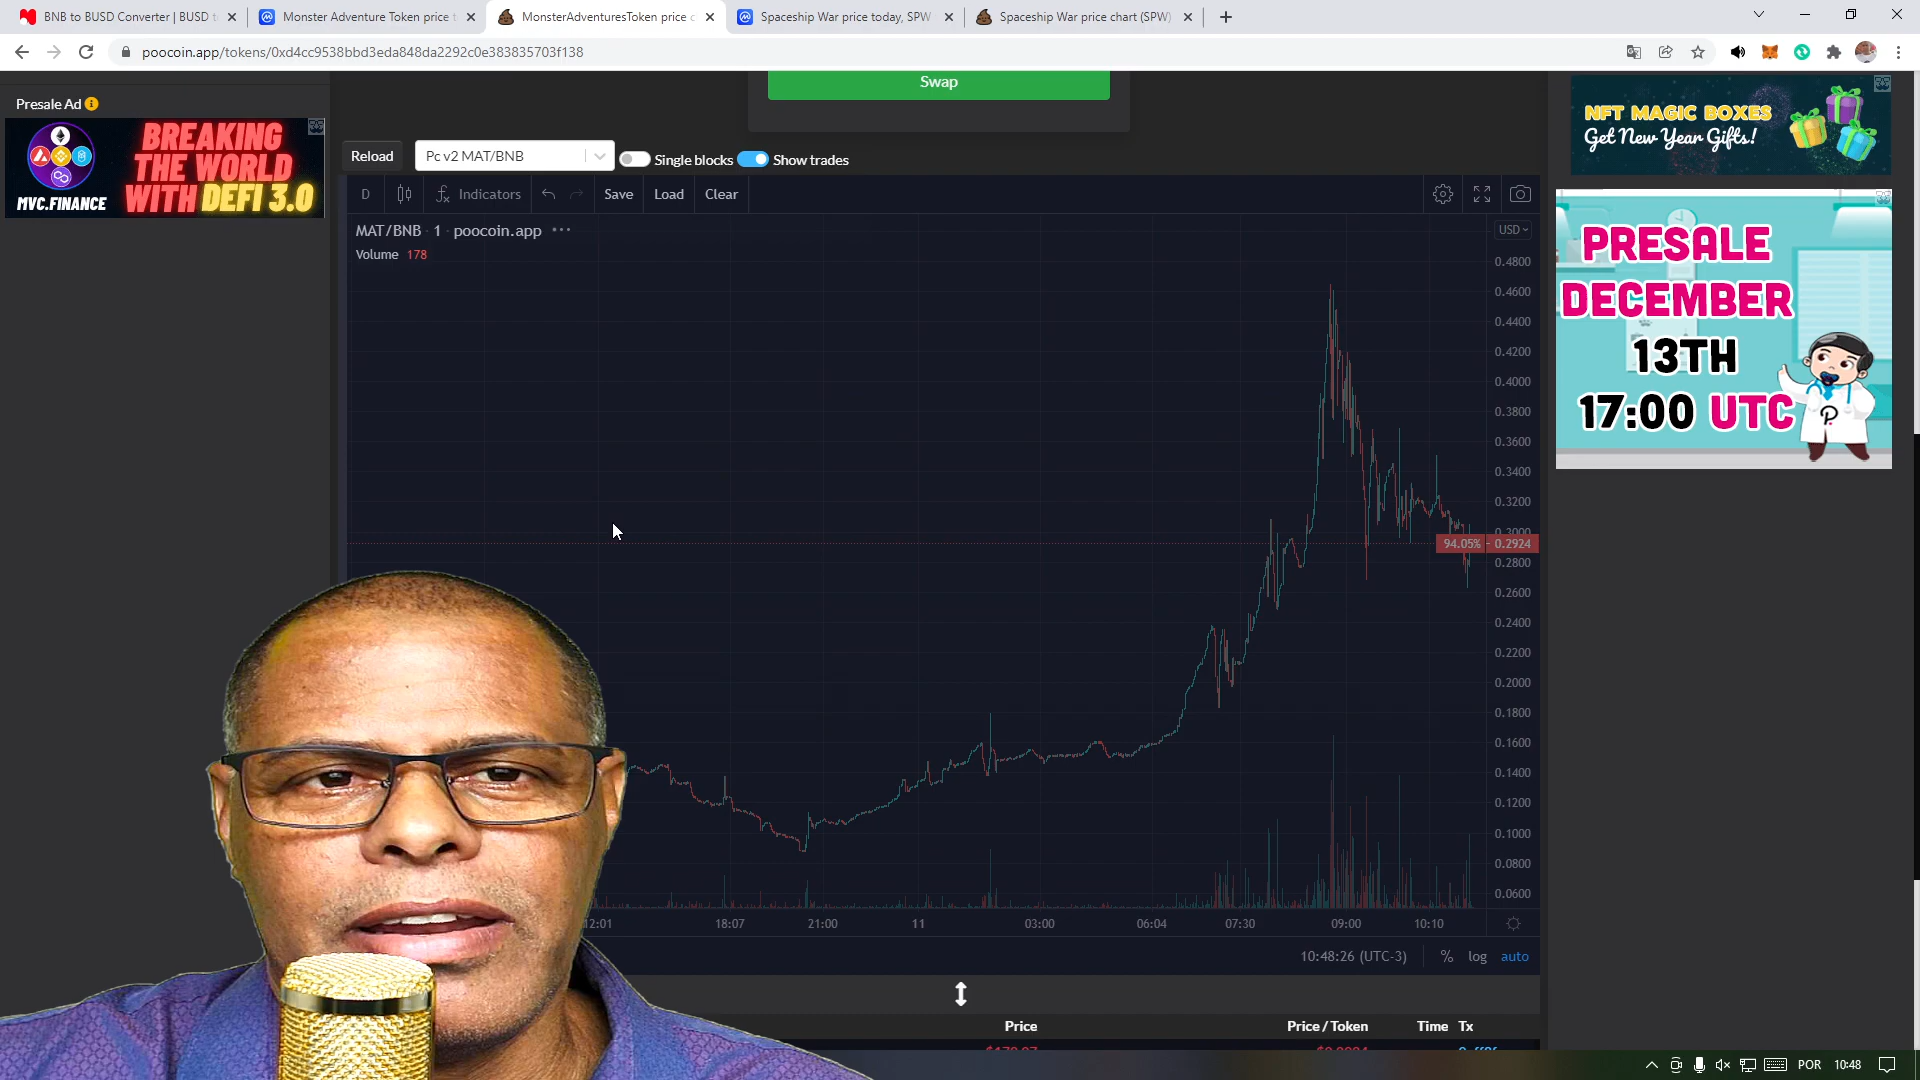 BNB to BUSD Converter | BUSD t
Monster Adventure Token price t
MonsterAdventuresToken price c
Spaceship War price today, SPW
Spaceship War price chart (SPW)
poocoin.app/tokens/0xd4cc9538bbd3eda848da2292c0e383835703f138
Presale Ad
BREAKING
THE WORLD
WITH DEFI 3.0
MVC.FINANCE
Swap
NFT MAGIC BOXES
Get New Year Gifts!
PRESALE
DECEMBER
13TH
17:00 UTC
Reload
Pc v2 MAT/BNB
Single blocks
Show trades
D
Indicators
Save
Load
Clear
MAT/BNB · 1 · poocoin.app
Volume 178
USD
0.4800
0.4600
0.4400
0.4200
0.4000
0.3800
0.3600
0.3400
0.3200
0.3000
94.05% - 0.2924
0.2800
0.2600
0.2400
0.2200
0.2000
0.1800
0.1600
0.1400
0.1200
0.1000
0.0800
0.0600
12:01 18:07 21:00 11 03:00 06:04 07:30 09:00 10:10
10:48:26 (UTC-3) % log auto
Price Price / Token Time Tx
POR 10:48